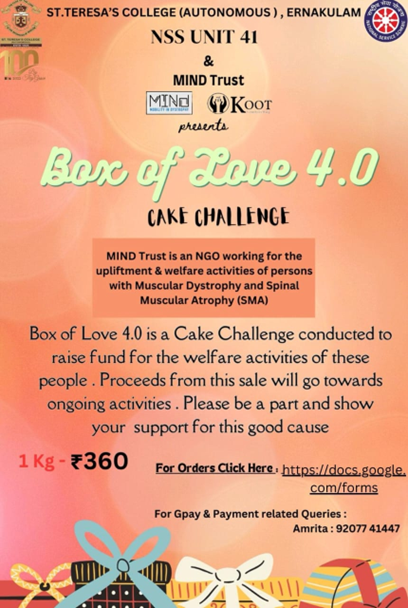 ST.TERESA'S COLLEGE (AUTONOMOUS ) , ERNAKULAM
NSS UNIT 41
&
MIND Trust
MIND
KOOT
presents
Box of Love 4.0
CAKE CHALLENGE
MIND Trust is an NGO working for the
upliftment & welfare activities of persons
with Muscular Dystrophy and Spinal
Muscular Atrophy (SMA)
Box of Love 4.0 is a Cake Challenge conducted to
raise fund for the welfare activities of these
people . Proceeds from this sale will go towards
ongoing activities . Please be a part and show
your support for this good cause
1 Kg - ₹360
For Orders Click Here : https://docs.google.
com/forms
For Gpay & Payment related Queries :
Amrita : 9207 41447